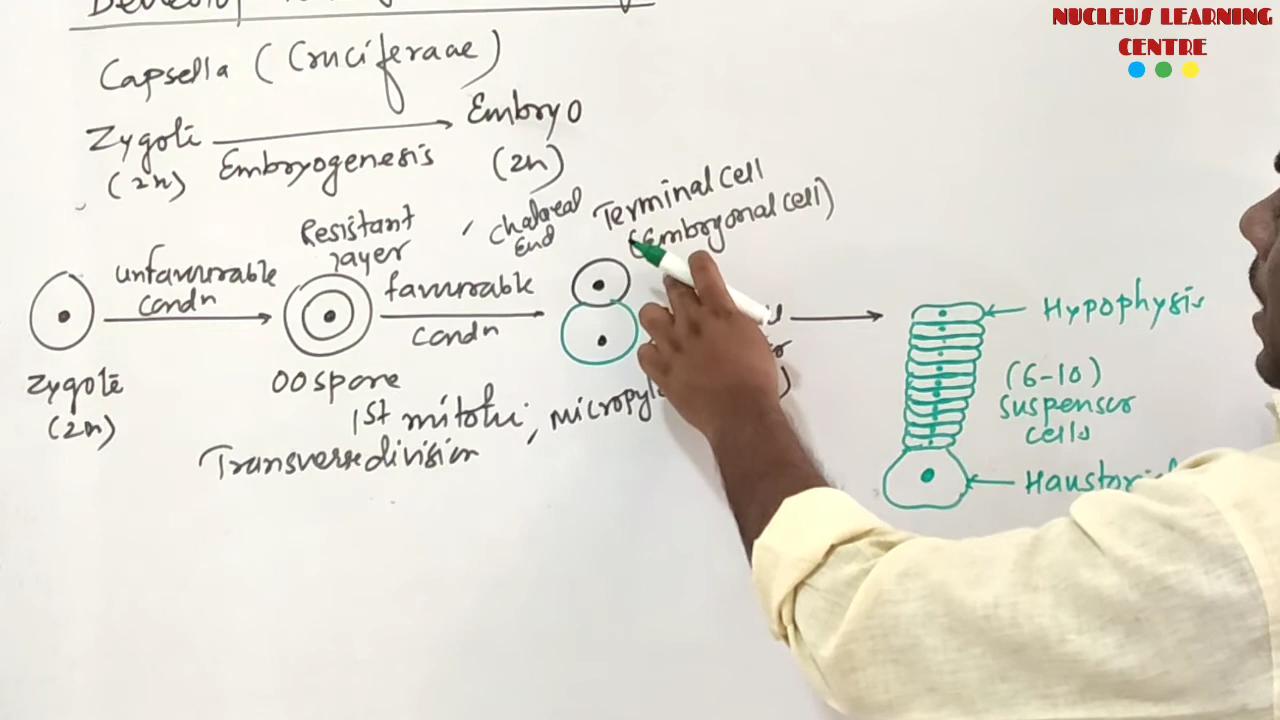 NUCLEUS LEARNING
CENTRE
Capsella (Cruciferaae)
Zygote
(2n)
Embryogenesis
Embryo
(2n)
unfavourable
condn
Resistant
layer
favourable
condn
chalazal
End
Terminal cell
(Embryonal cell)
Zygote
(2n)
oospore
1st mitotic,
Transverse division
Hypophysis
(6-10)
suspensor
cells